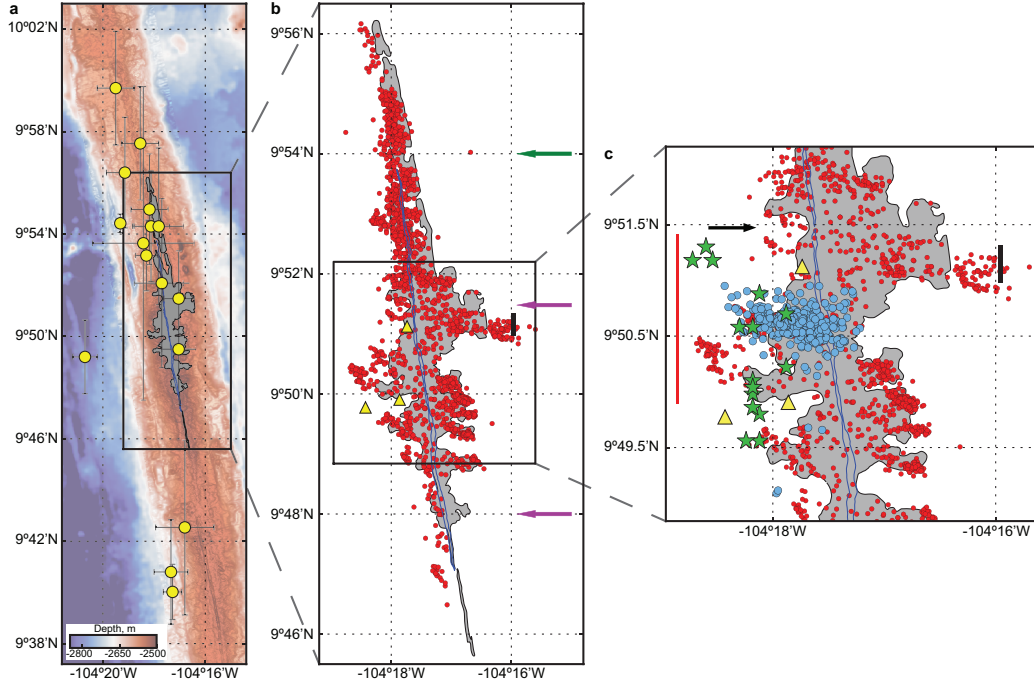 a
10°02'N
9°58'N
9°54'N
9°50'N
9°46'N
9°42'N
9°38'N
Depth, m
-2800 -2650 -2500
-104°20'W -104°16'W
b
9°56'N
9°54'N
9°52'N
9°50'N
9°48'N
9°46'N
-104°18'W -104°16'W
c
9°51.5'N
9°50.5'N
9°49.5'N
-104°18'W -104°16'W